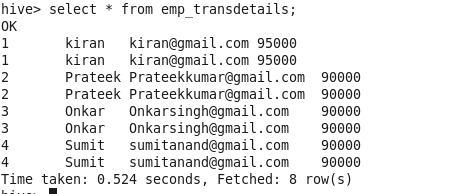 hive> select * from emp_transdetails;
OK
1 kiran kiran@gmail.com 95000
1 kiran kiran@gmail.com 95000
2 Prateek Prateekkumar@gmail.com 90000
2 Prateek Prateekkumar@gmail.com 90000
3 Onkar Onkarsingh@gmail.com 90000
3 Onkar Onkarsingh@gmail.com 90000
4 Sumit sumitanand@gmail.com 90000
4 Sumit sumitanand@gmail.com 90000
Time taken: 0.524 seconds, Fetched: 8 row(s)
hive>